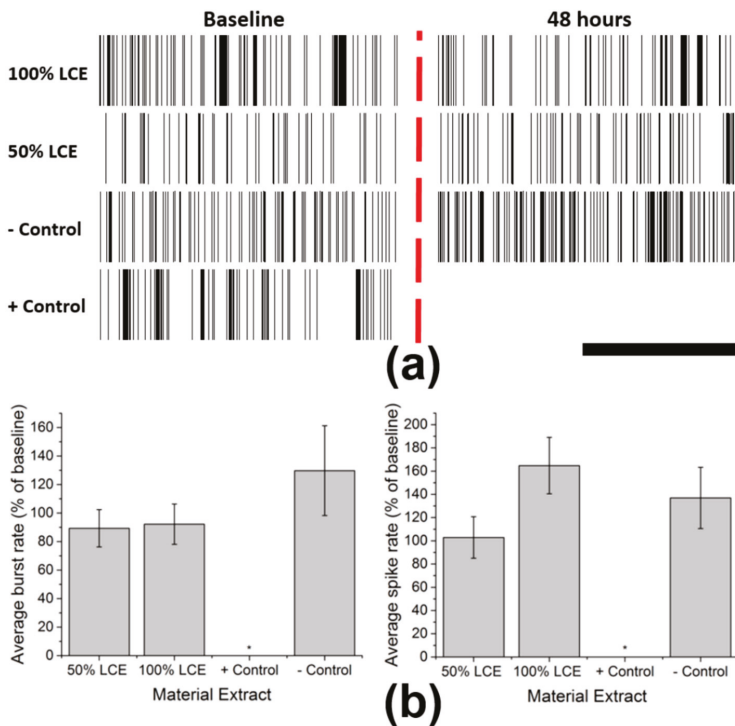 Baseline
48 hours
100% LCE
50% LCE
- Control
+ Control
(a)
Average burst rate (% of baseline)
160
140
120
100
80
60
40
20
0
*
50% LCE
100% LCE
+ Control
- Control
Material Extract
Average spike rate (% of baseline)
200
180
160
140
120
100
80
60
40
20
0
*
50% LCE
100% LCE
+ Control
- Control
Material Extract
(b)